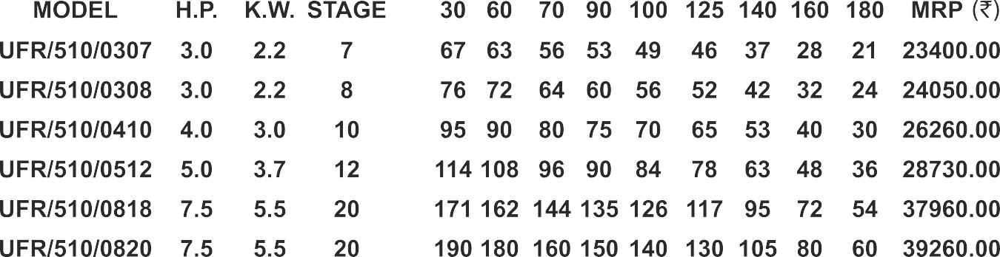 MODEL H.P. K.W. STAGE 30 60 70 90 100 125 140 160 180 MRP (₹)
UFR/510/0307 3.0 2.2 7 67 63 56 53 49 46 37 28 21 23400.00
UFR/510/0308 3.0 2.2 8 76 72 64 60 56 52 42 32 24 24050.00
UFR/510/0410 4.0 3.0 10 95 90 80 75 70 65 53 40 30 26260.00
UFR/510/0512 5.0 3.7 12 114 108 96 90 84 78 63 48 36 28730.00
UFR/510/0818 7.5 5.5 20 171 162 144 135 126 117 95 72 54 37960.00
UFR/510/0820 7.5 5.5 20 190 180 160 150 140 130 105 80 60 39260.00